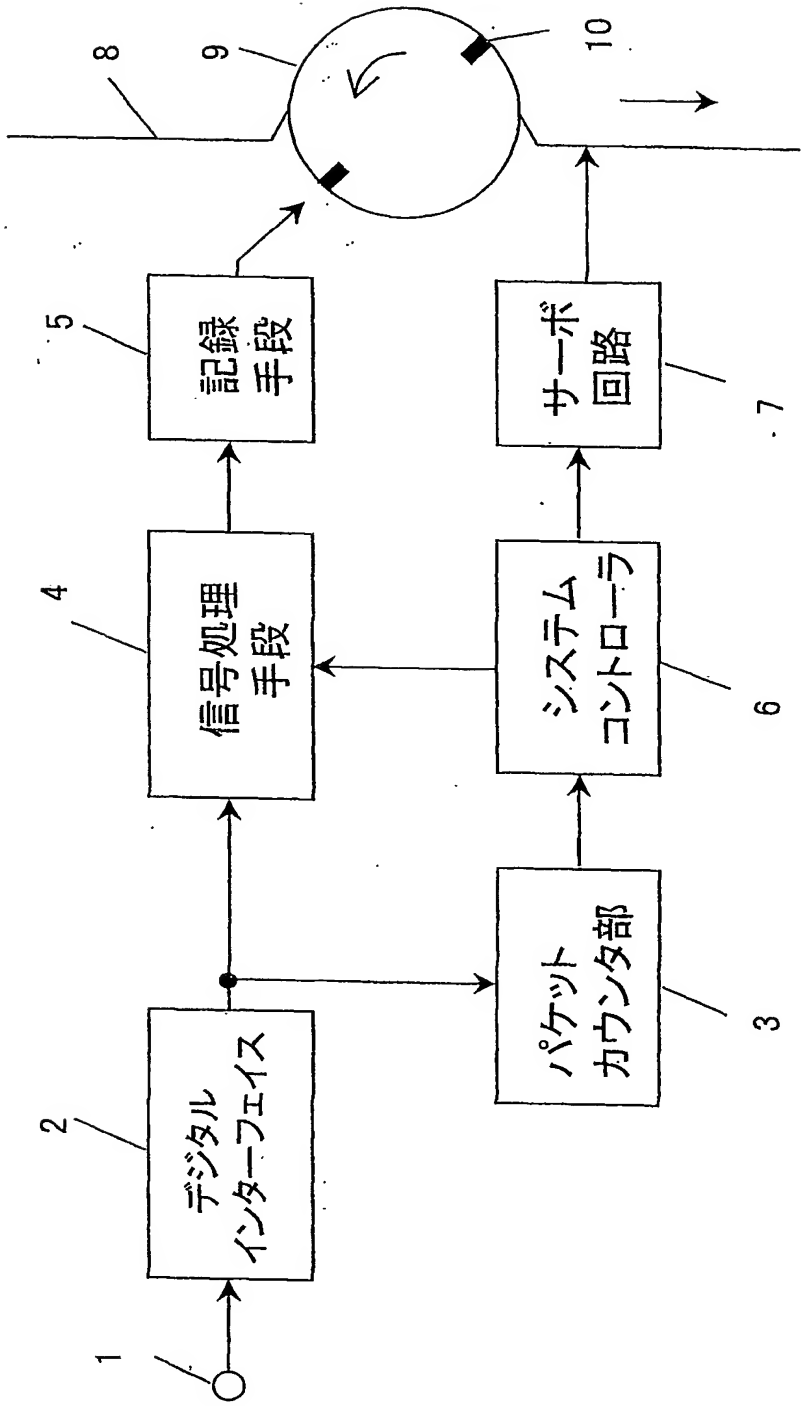 1
2
デジタル
インターフェイス
3
パケット
カウンタ部
4
信号処理
手段
5
記録
手段
6
システム
コントローラ
7
サーボ
回路
8
9
10